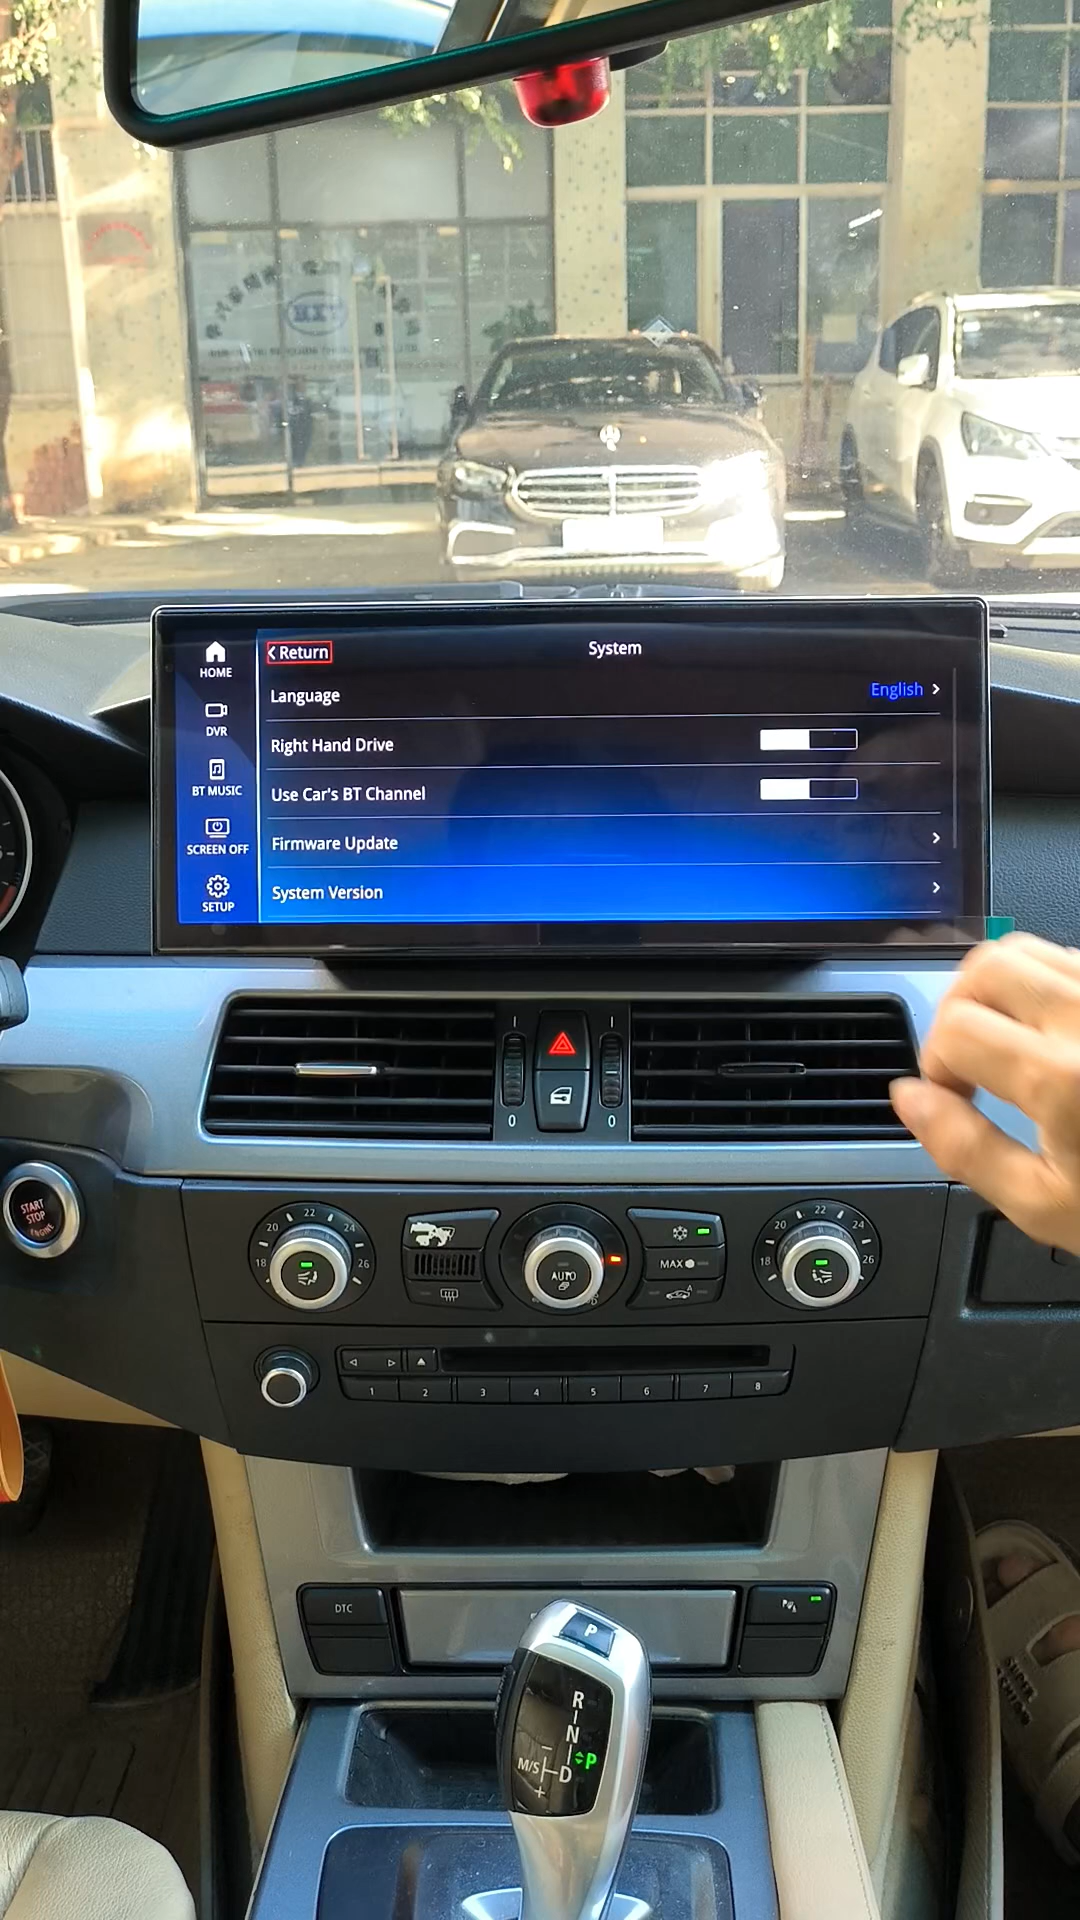 Return
System
HOME
Language
English
DVR
Right Hand Drive
BT MUSIC
Use Car's BT Channel
SCREEN OFF
Firmware Update
SETUP
System Version
0
0
START
STOP
ENGINE
18
20
22
24
26
AUTO
MAX
A
18
20
22
24
26
1
2
3
4
5
6
7
8
DTC
P
R
N
P
M/S
D
+